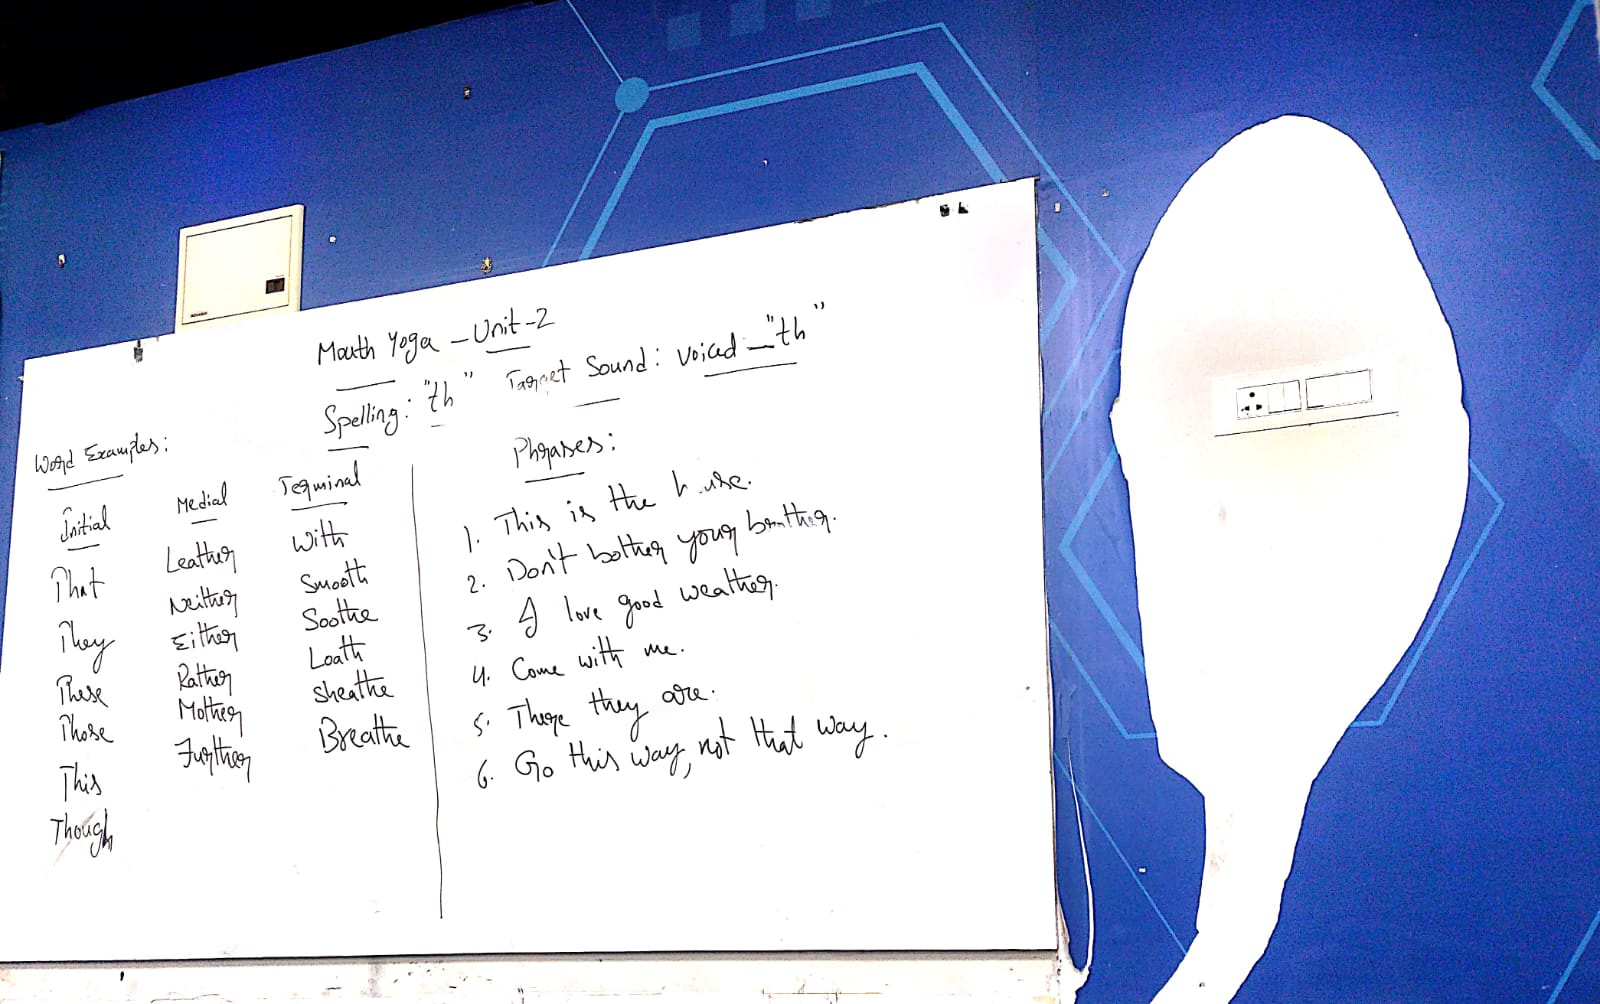 Mouth Yoga - Unit-2
Spelling: "th" Target Sound: voiced - "th"
Word Examples:
Initial
That
They
These
Those
This
Though
Medial
Leather
Neither
Either
Rather
Mother
Further
Terminal
With
Smooth
Soothe
Loath
Sheathe
Breathe
Phrases:
1. This is the house.
2. Don't bother your brother.
3. I love good weather.
4. Come with me.
5. There they are.
6. Go this way, not that way.